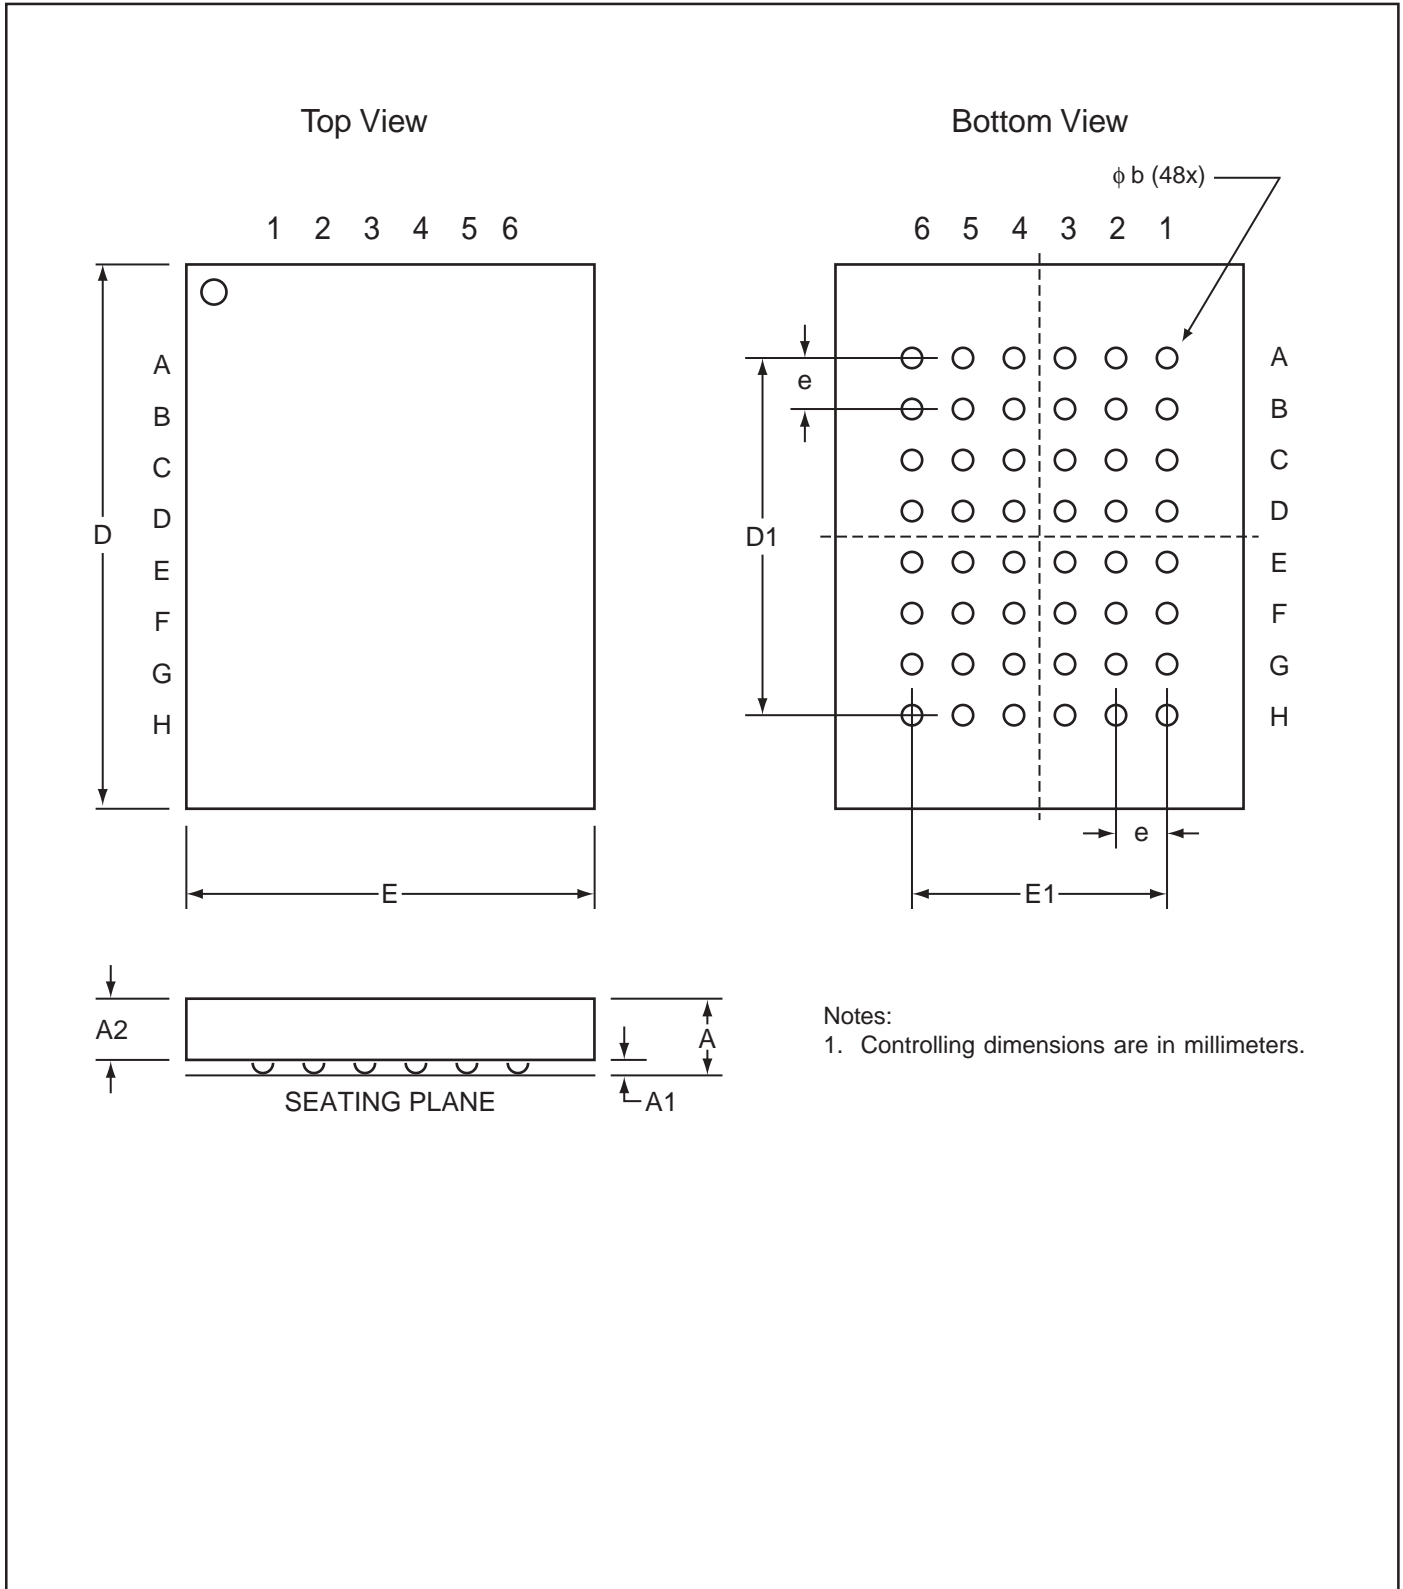 Top View
Bottom View
ϕ b (48x)
1 2 3 4 5 6
6 5 4 3 2 1
A
B
C
D
E
F
G
H
D
E
e
D1
A
B
C
D
E
F
G
H
e
E1
A2
A
A1
SEATING PLANE
Notes:
1. Controlling dimensions are in millimeters.